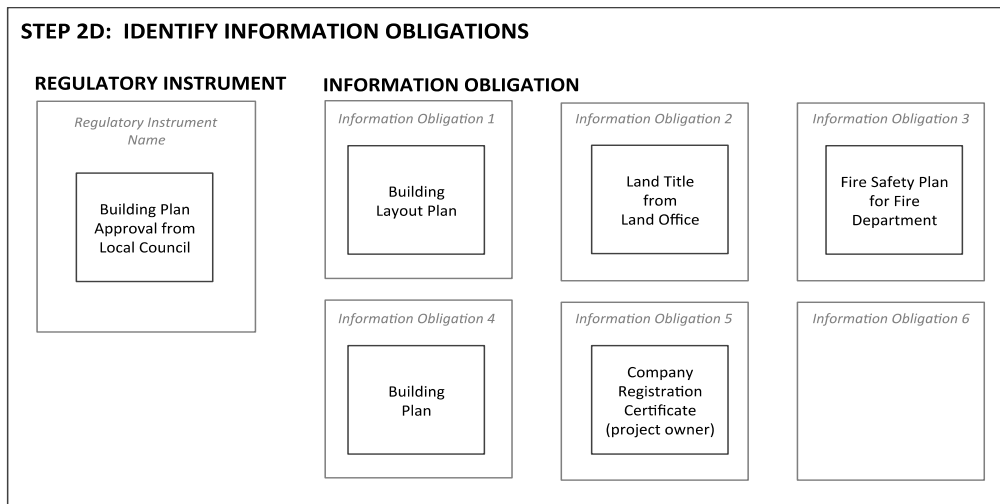 STEP 2D:  IDENTIFY INFORMATION OBLIGATIONS
REGULATORY INSTRUMENT
Regulatory Instrument
Name
Building Plan
Approval from
Local Council
INFORMATION OBLIGATION
Information Obligation 1
Building
Layout Plan
Information Obligation 2
Land Title
from
Land Office
Information Obligation 3
Fire Safety Plan
for Fire
Department
Information Obligation 4
Building
Plan
Information Obligation 5
Company
Registration
Certificate
(project owner)
Information Obligation 6